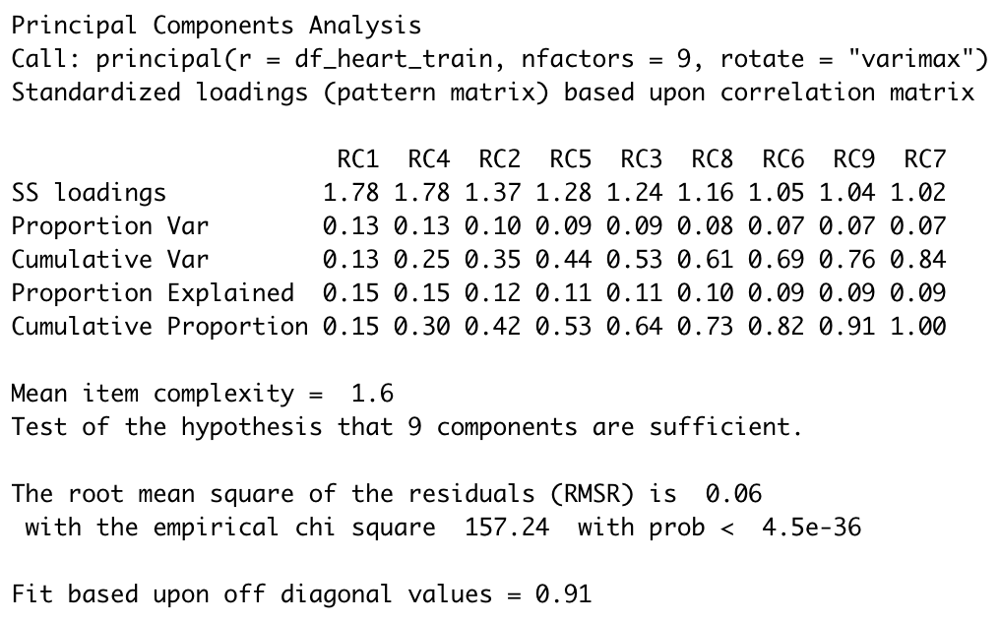 Principal Components Analysis
Call: principal(r = df_heart_train, nfactors = 9, rotate = "varimax")
Standardized loadings (pattern matrix) based upon correlation matrix

                       RC1  RC4  RC2  RC5  RC3  RC8  RC6  RC9  RC7
SS loadings           1.78 1.78 1.37 1.28 1.24 1.16 1.05 1.04 1.02
Proportion Var        0.13 0.13 0.10 0.09 0.09 0.08 0.07 0.07 0.07
Cumulative Var        0.13 0.25 0.35 0.44 0.53 0.61 0.69 0.76 0.84
Proportion Explained  0.15 0.15 0.12 0.11 0.11 0.10 0.09 0.09 0.09
Cumulative Proportion 0.15 0.30 0.42 0.53 0.64 0.73 0.82 0.91 1.00

Mean item complexity =  1.6
Test of the hypothesis that 9 components are sufficient.

The root mean square of the residuals (RMSR) is  0.06
 with the empirical chi square  157.24  with prob <  4.5e-36

Fit based upon off diagonal values = 0.91